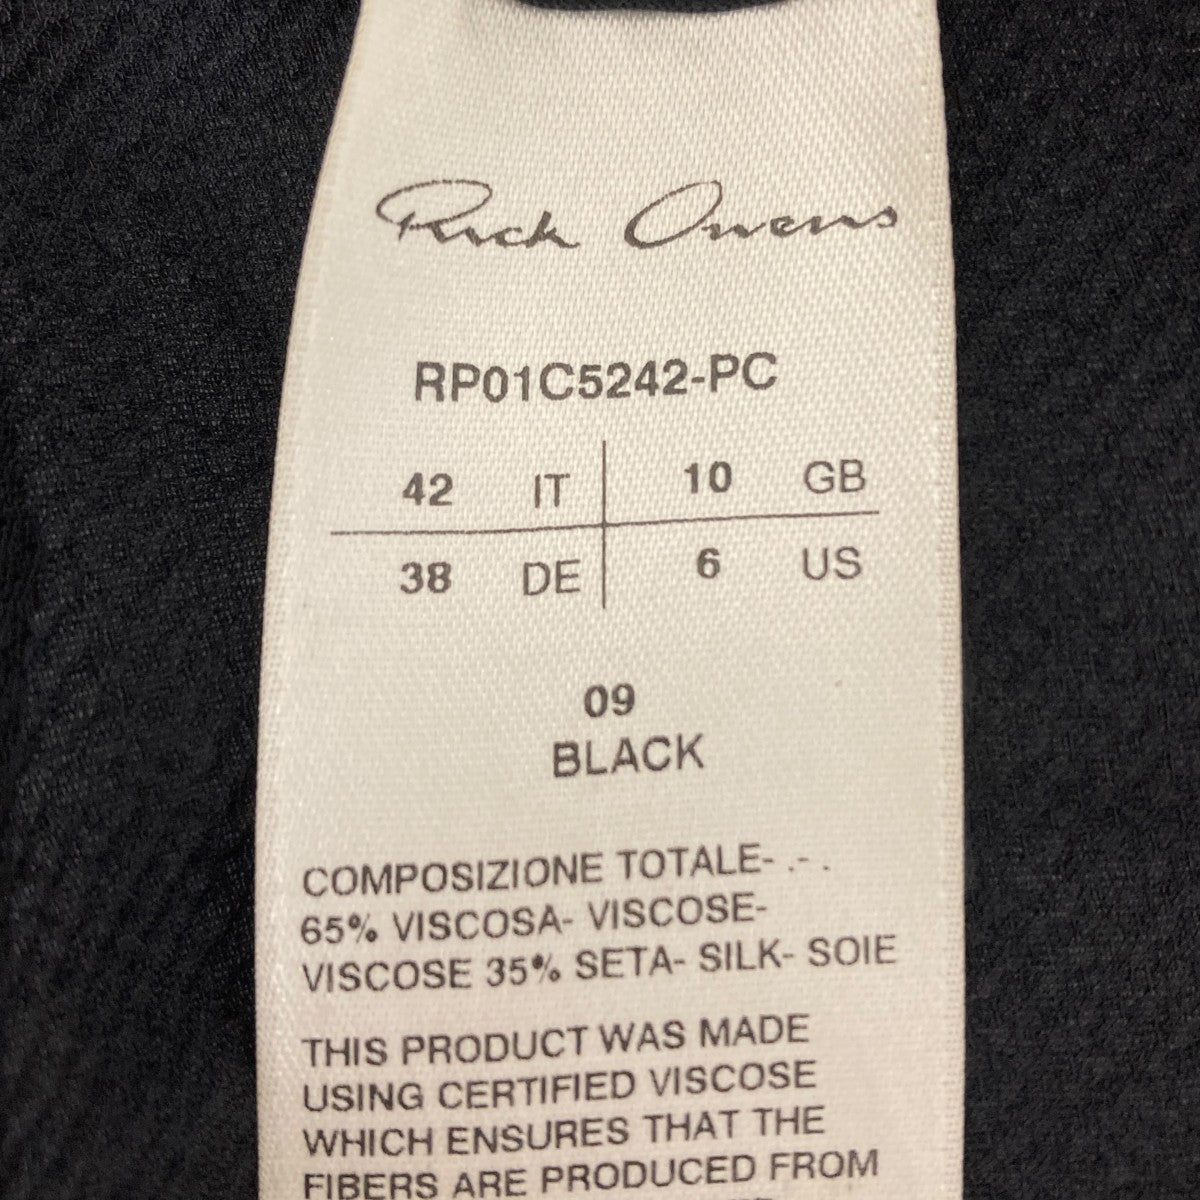 Rick Owens
RP01C5242-PC
42 IT 10 GB
38 DE 6 US
09
BLACK
COMPOSIZIONE TOTALE- .- .
65% VISCOSA- VISCOSE-
VISCOSE 35% SETA- SILK- SOIE
THIS PRODUCT WAS MADE
USING CERTIFIED VISCOSE
WHICH ENSURES THAT THE
FIBERS ARE PRODUCED FROM